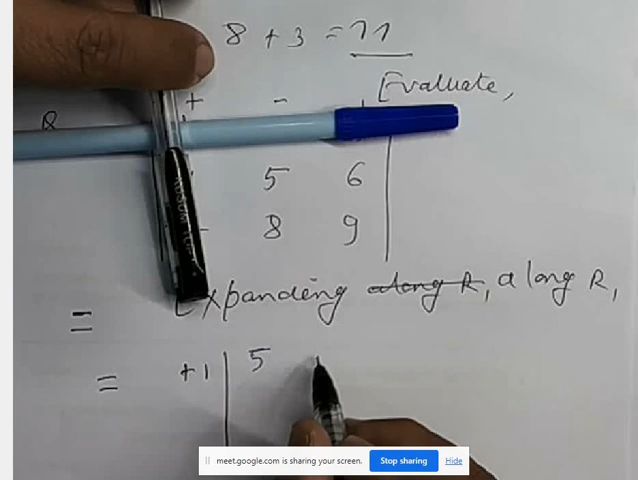 8 + 3 = 11
Evaluate,
+ -
R
5 6
8 9
= Expanding along R, along R,
= +1 | 5
meet.google.com is sharing your screen. Stop sharing Hide